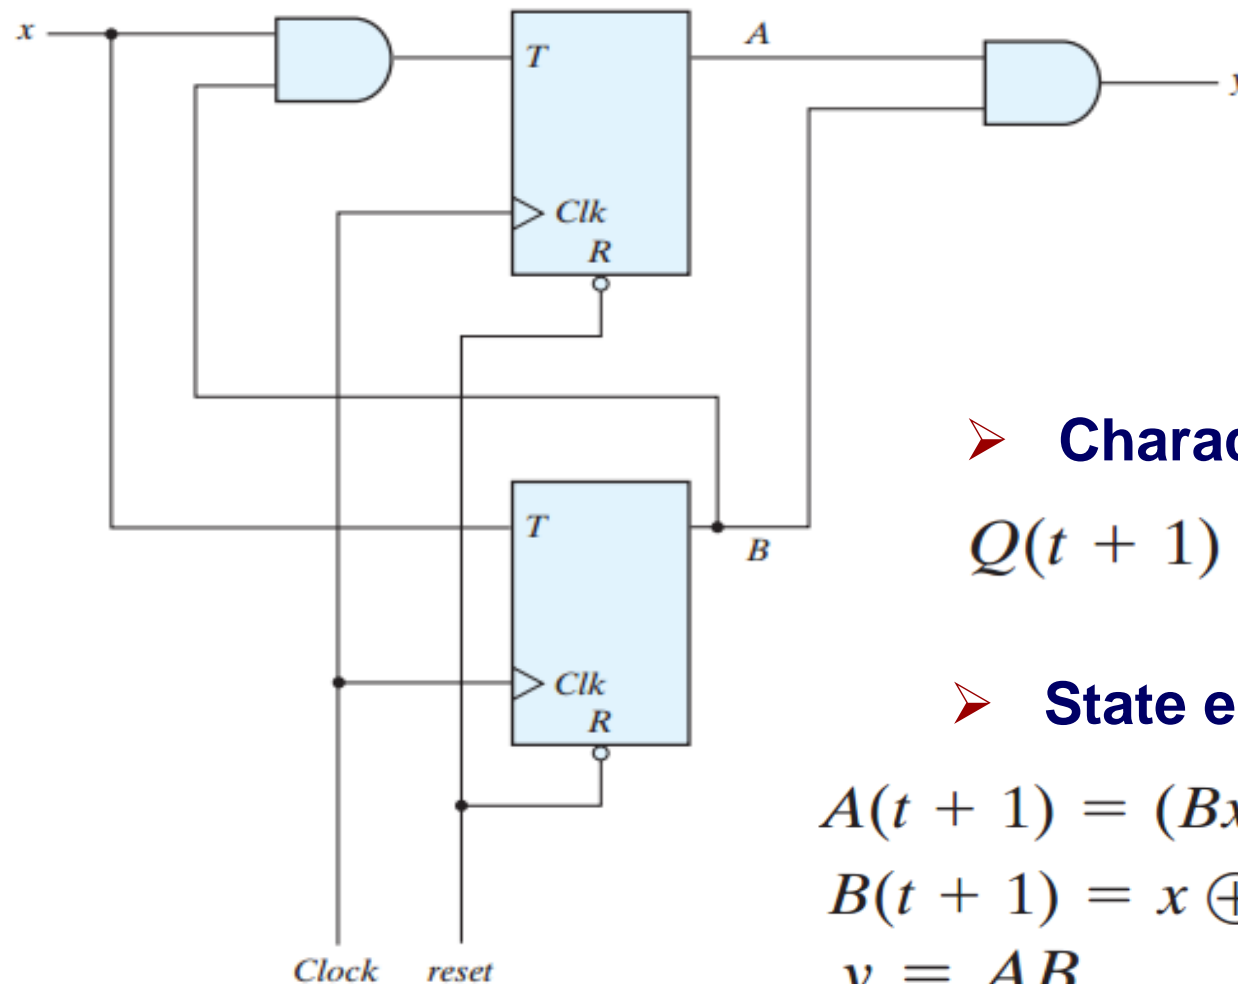 x
T
A
y
Clk
R
T
B
Clk
R
Clock reset
Charac
Q(t + 1)
State e
A(t + 1) = (Bx
B(t + 1) = x ⊕
y = AB